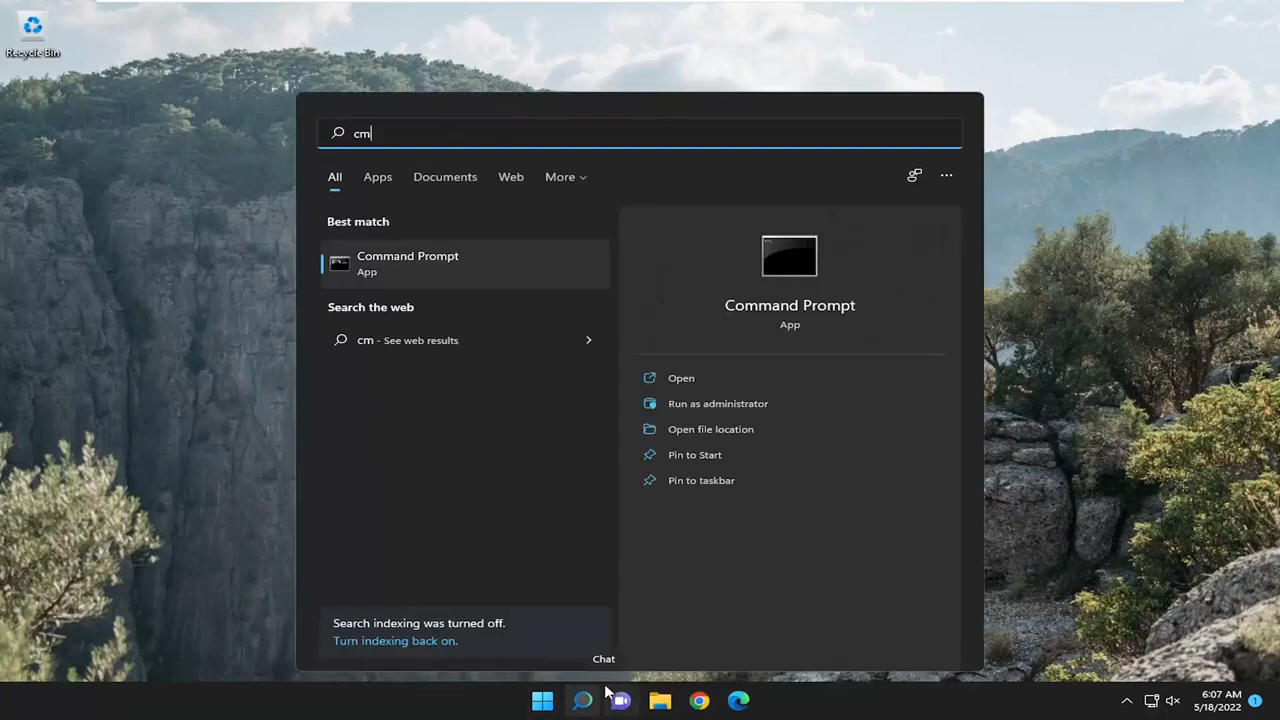 Recycle Bin
cm
All Apps Documents Web More
Best match
Command Prompt
App
Search the web
cm - See web results
Command Prompt
App
Open
Run as administrator
Open file location
Pin to Start
Pin to taskbar
Search indexing was turned off.
Turn indexing back on.
Chat
6:07 AM
5/18/2022
1